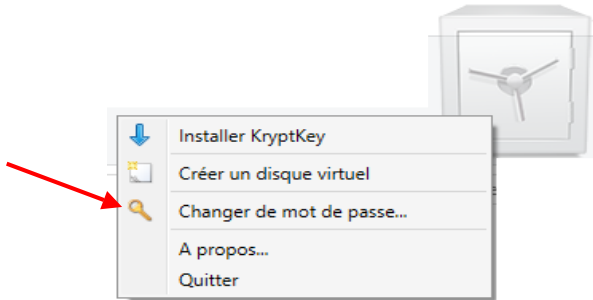 Installer KryptKey
Créer un disque virtuel
Changer de mot de passe...
A propos...
Quitter